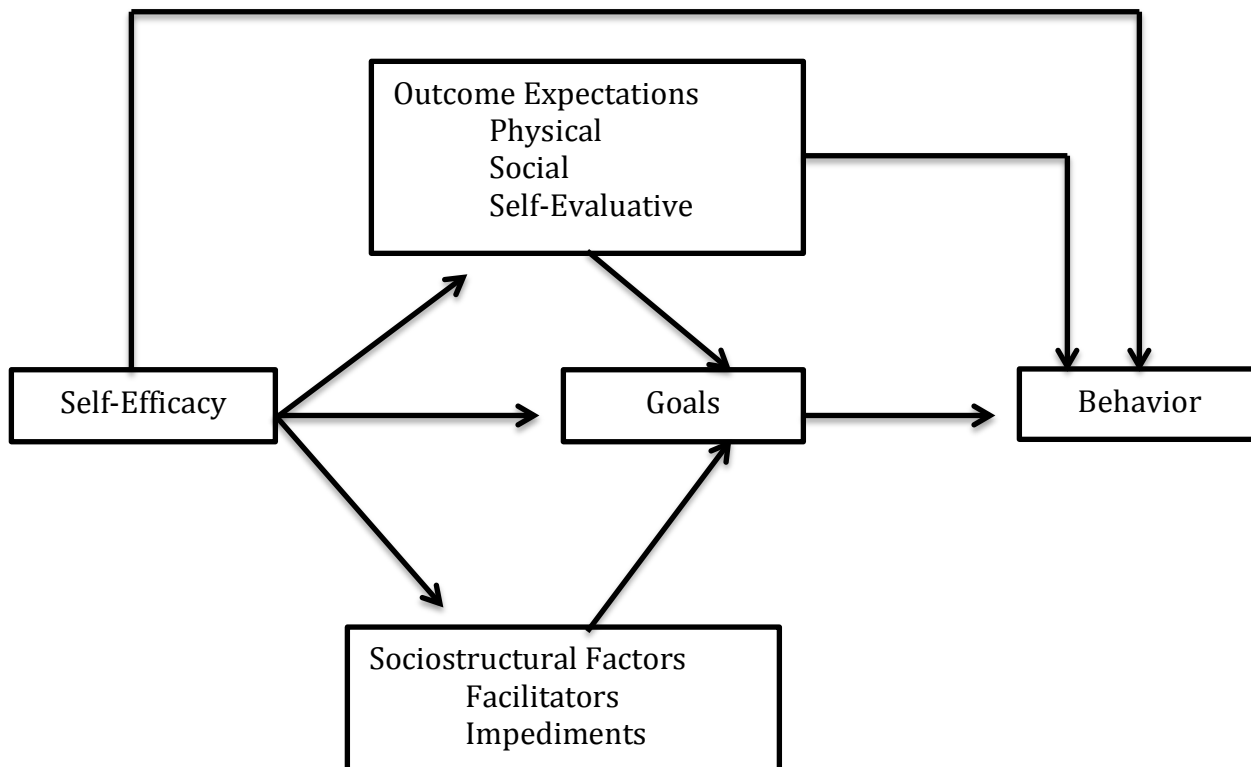 Outcome Expectations
Physical
Social
Self-Evaluative
Self-Efficacy
Goals
Behavior
Sociostructural Factors
Facilitators
Impediments